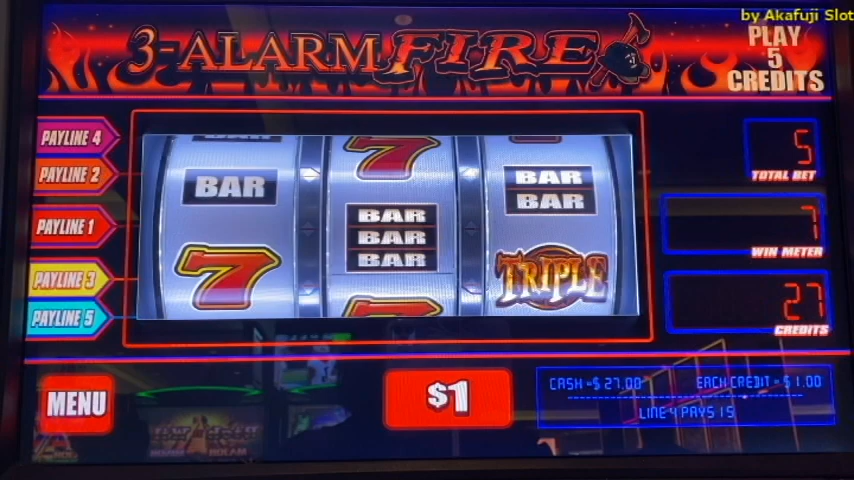 by Akafuji Slot
3-ALARM FIRE
PLAY
5
CREDITS
PAYLINE 4
PAYLINE 2
PAYLINE 1
PAYLINE 3
PAYLINE 5
BAR
7
7
BAR
BAR
BAR
BAR
BAR
TRIPLE
5
TOTAL BET
7
WIN METER
27
CREDITS
MENU
$1
CASH = $ 27.00 EACH CREDIT = $ 1.00
LINE 4 PAYS 15